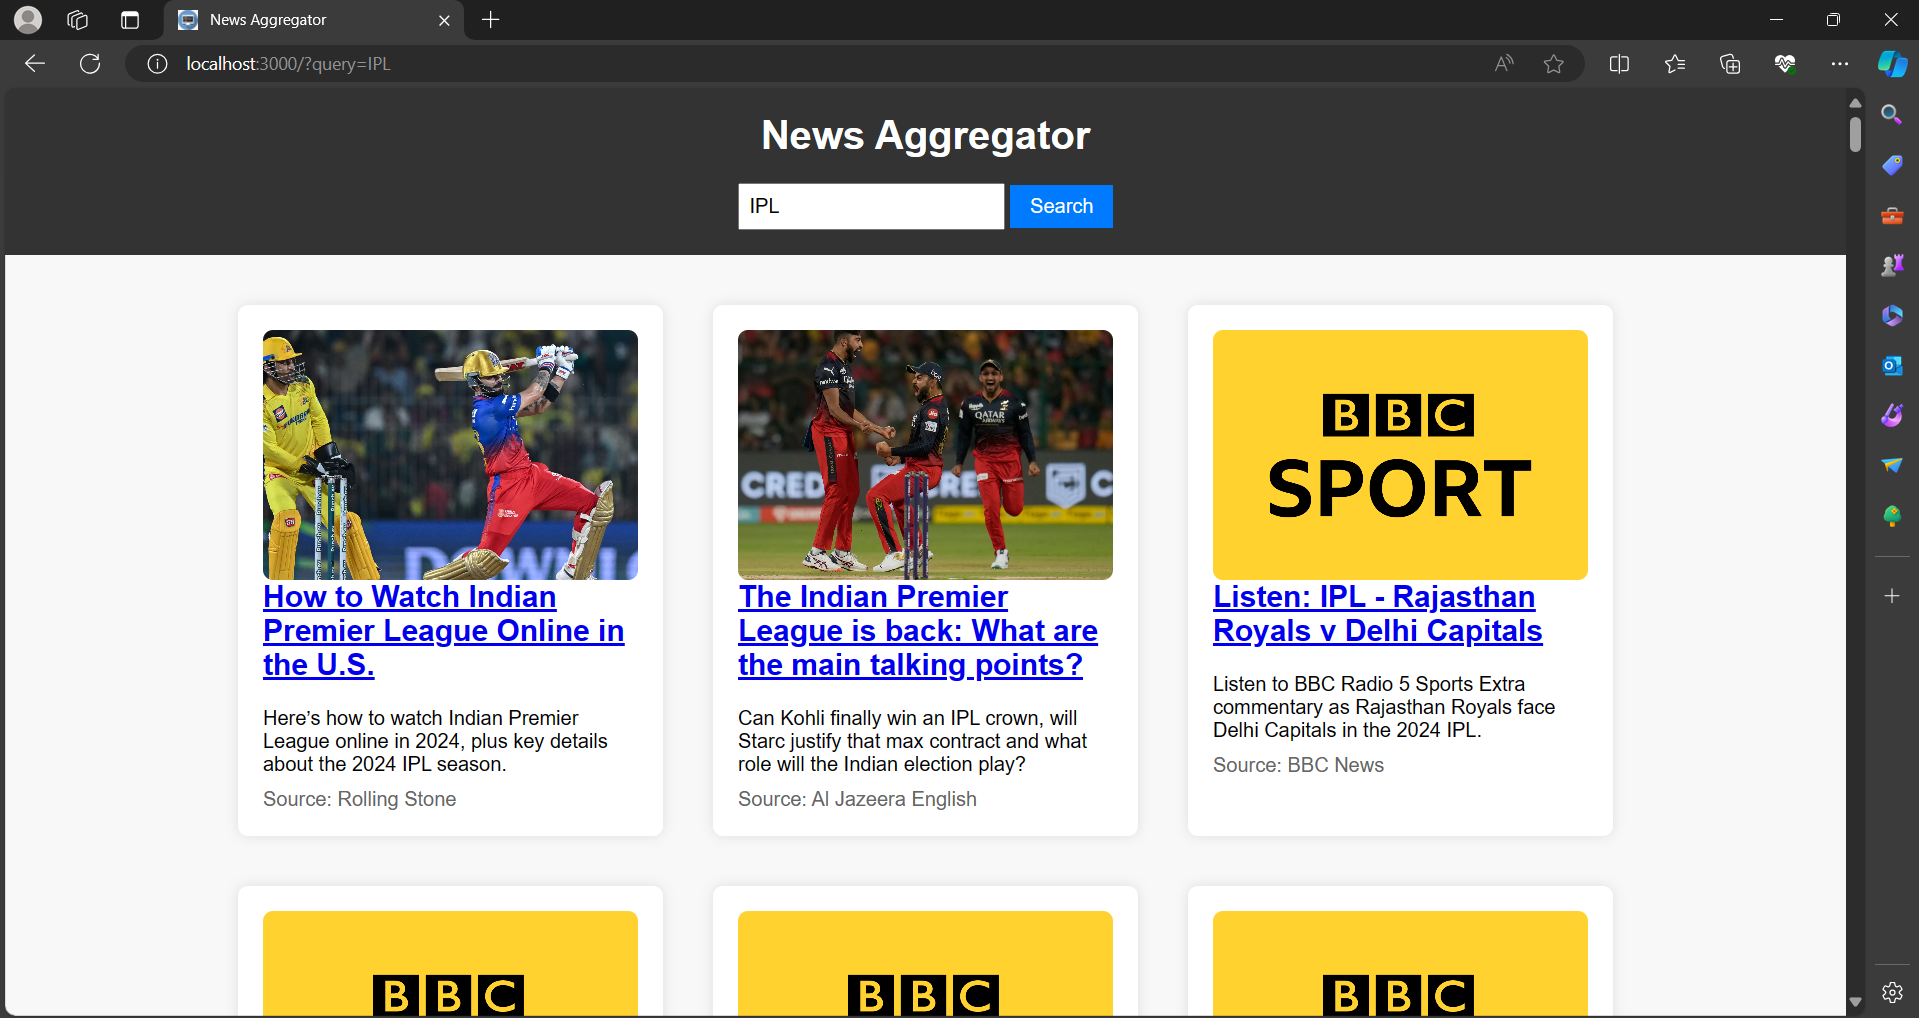 News Aggregator
localhost:3000/?query=IPL
News Aggregator
IPL
Search
DOWNLO
CRED
CRE
C
QATAR
AIRWAYS
BBC
SPORT
How to Watch Indian
Premier League Online in
the U.S.
The Indian Premier
League is back: What are
the main talking points?
Listen: IPL - Rajasthan
Royals v Delhi Capitals
Here’s how to watch Indian Premier
League online in 2024, plus key details
about the 2024 IPL season.
Source: Rolling Stone
Can Kohli finally win an IPL crown, will
Starc justify that max contract and what
role will the Indian election play?
Source: Al Jazeera English
Listen to BBC Radio 5 Sports Extra
commentary as Rajasthan Royals face
Delhi Capitals in the 2024 IPL.
Source: BBC News
BBC
BBC
BBC